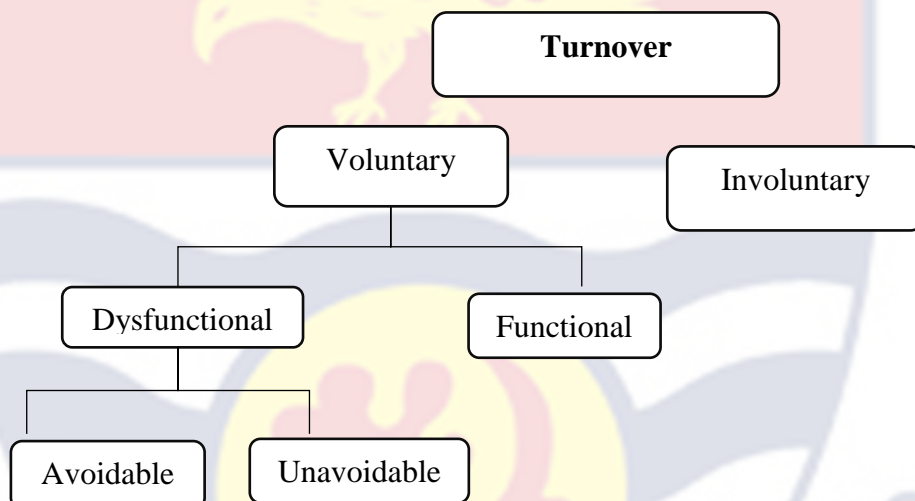 Turnover
Voluntary
Involuntary
Dysfunctional
Functional
Avoidable
Unavoidable